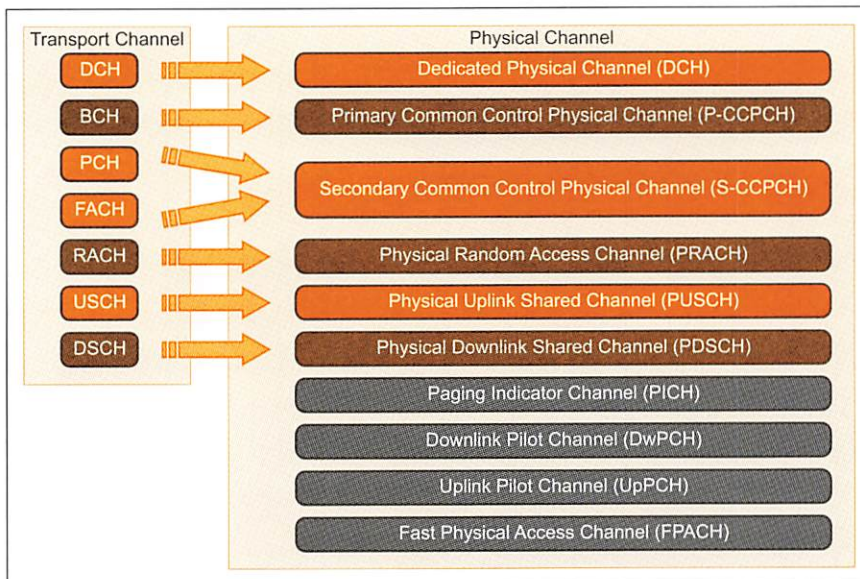 Transport Channel
Physical Channel
DCH
Dedicated Physical Channel (DCH)
BCH
Primary Common Control Physical Channel (P-CCPCH)
PCH
FACH
Secondary Common Control Physical Channel (S-CCPCH)
RACH
Physical Random Access Channel (PRACH)
USCH
Physical Uplink Shared Channel (PUSCH)
DSCH
Physical Downlink Shared Channel (PDSCH)
Paging Indicator Channel (PICH)
Downlink Pilot Channel (DwPCH)
Uplink Pilot Channel (UpPCH)
Fast Physical Access Channel (FPACH)